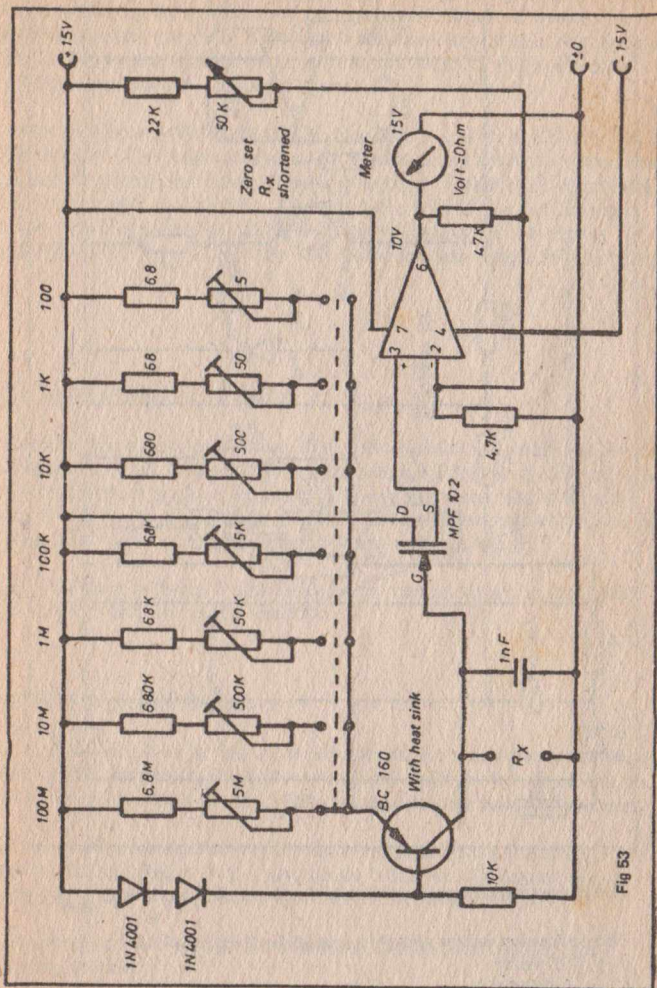 100M
10M
1M
100K
10K
1K
100
+15V
1N4001
1N4001
6,8M
680K
68K
68K
680
68
6,8
22K
5M
500K
50K
5K
500
50
5
50K
Zero set
Rx
shortened
BC 160
With heat sink
D
S
G
MPF 102
3
+
7
2
-
4
6
10V
Meter
15V
Volt=Ohm
4,7K
4,7K
10K
Rx
1nF
±0
-15V
Fig 53